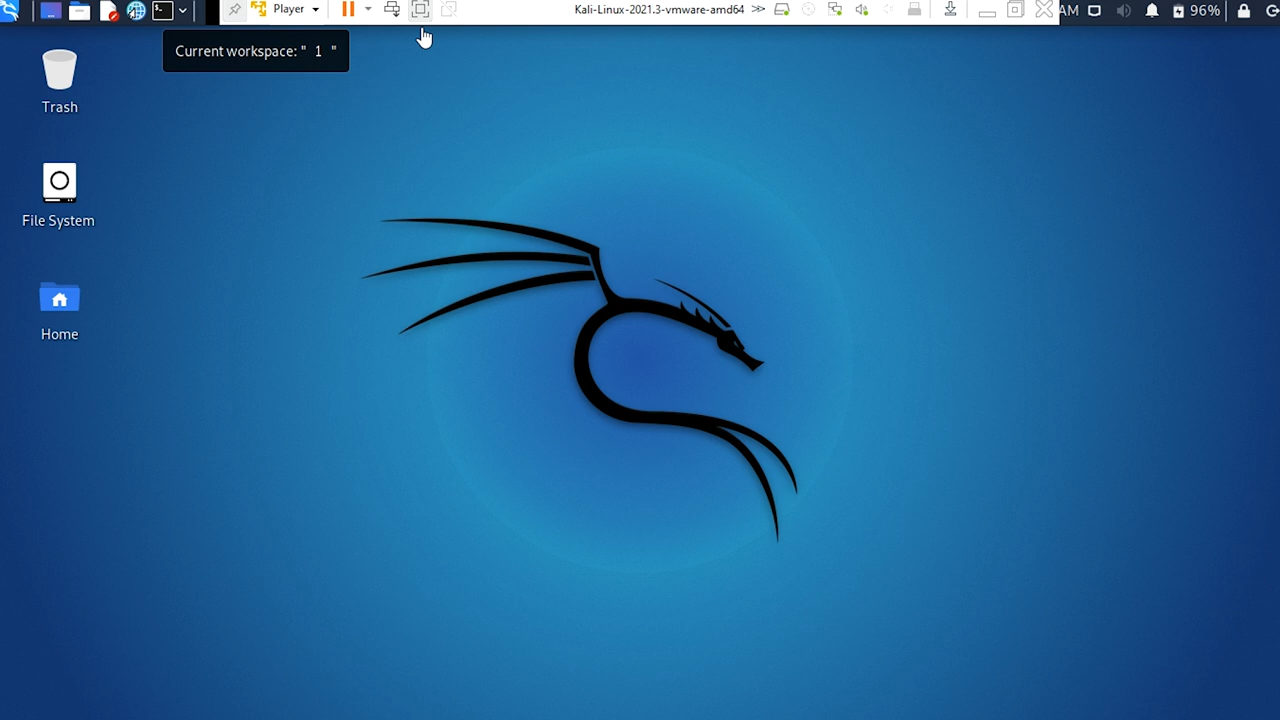 Player
Kali-Linux-2021.3-vmware-amd64
AM
96%
Current workspace: " 1 "
Trash
File System
Home